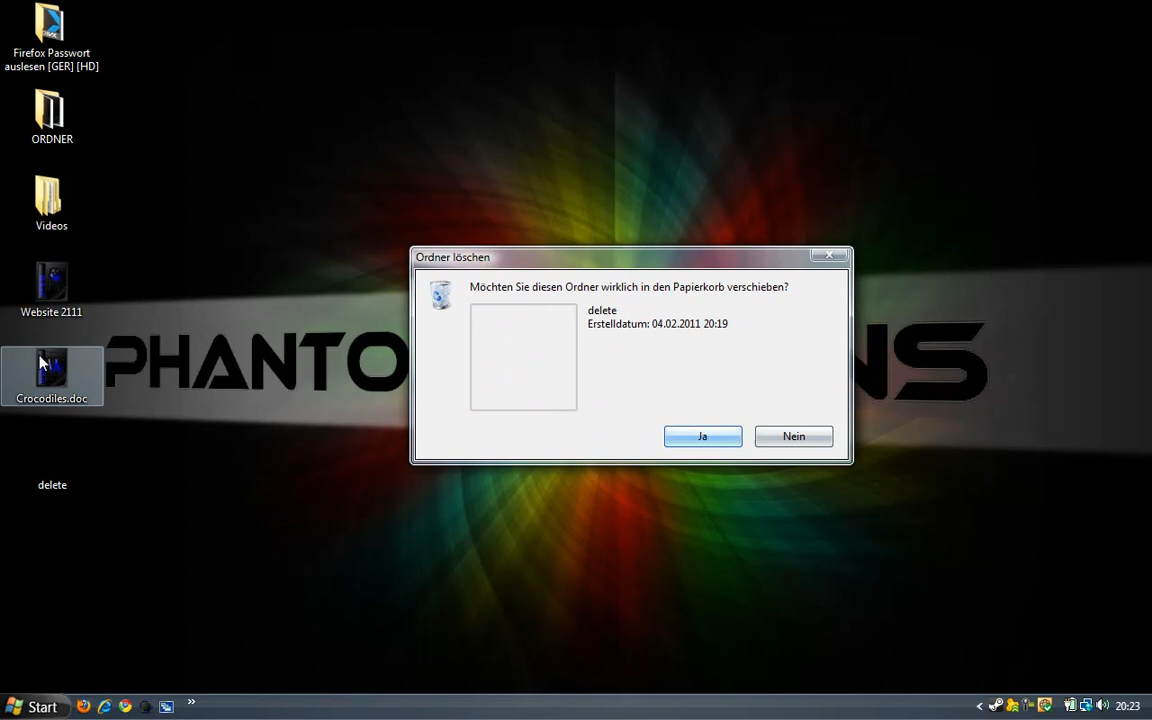 Firefox Passwort
auslesen [GER] [HD]
ORDNER
Videos
Website 2111
Crocodiles.doc
delete
PHANTO
NS
Ordner löschen
Möchten Sie diesen Ordner wirklich in den Papierkorb verschieben?
delete
Erstelldatum: 04.02.2011 20:19
Ja
Nein
Start
20:23